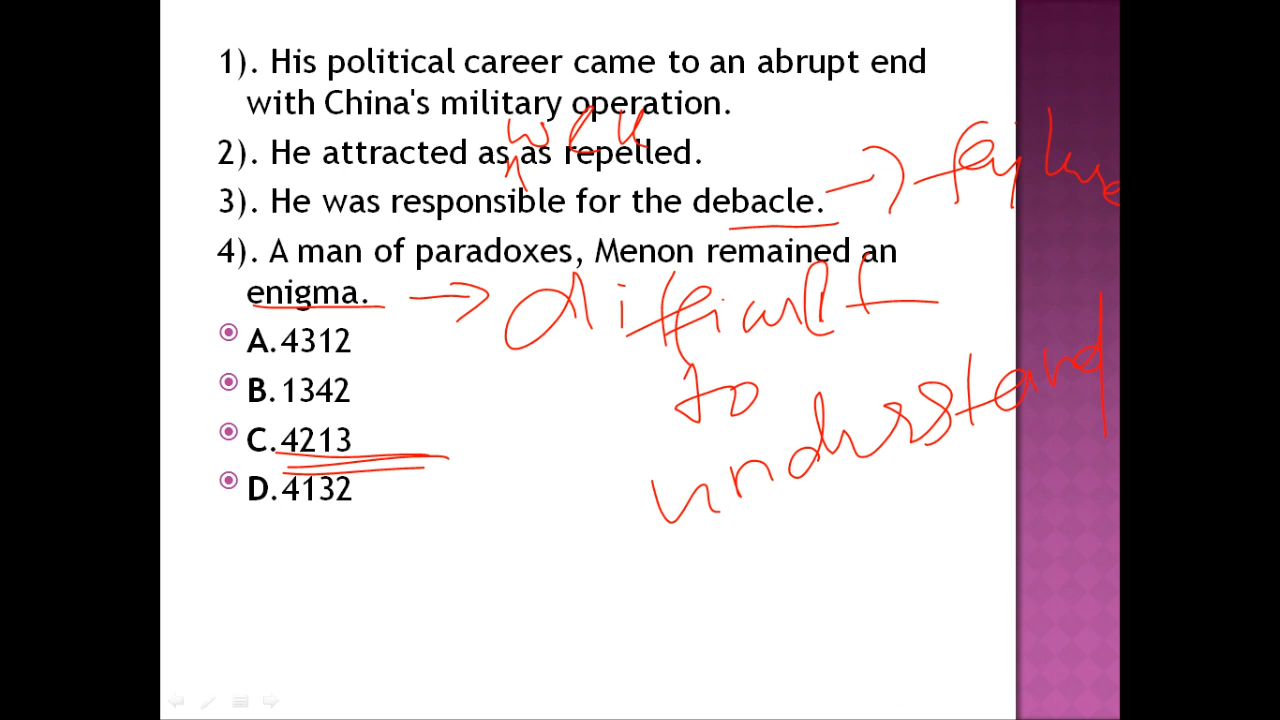 1). His political career came to an abrupt end
with China's military operation.
well
2). He attracted as as repelled.
3). He was responsible for the debacle. → failure
4). A man of paradoxes, Menon remained an
enigma. → difficult
to
understand
A.4312
B.1342
C.4213
D.4132